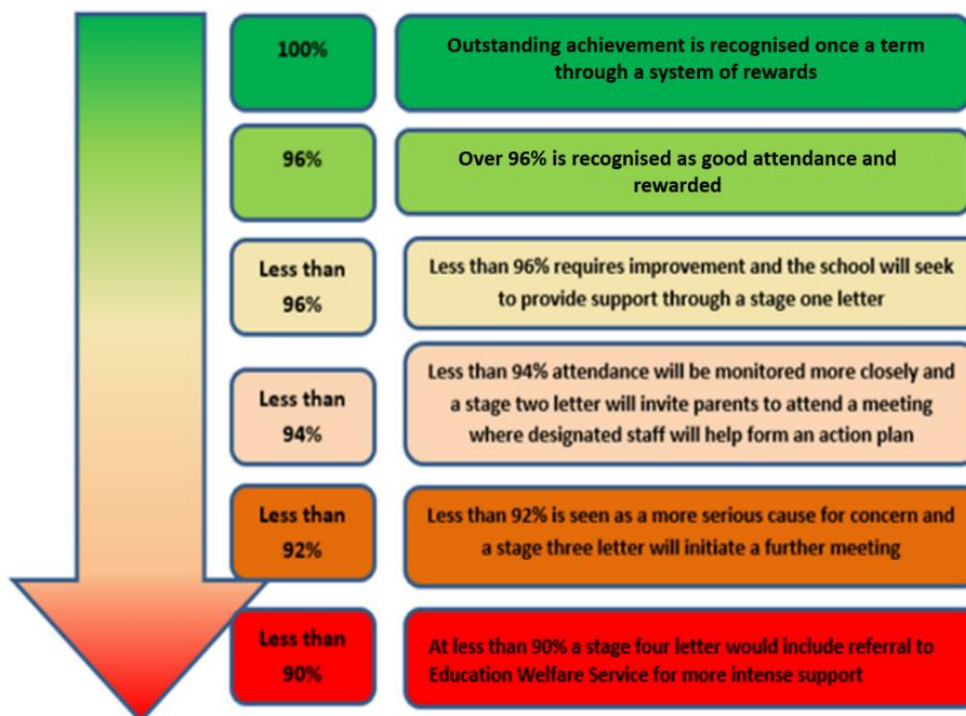 100%
Outstanding achievement is recognised once a term
through a system of rewards
96%
Over 96% is recognised as good attendance and
rewarded
Less than
96%
Less than 96% requires improvement and the school will seek
to provide support through a stage one letter
Less than
94%
Less than 94% attendance will be monitored more closely and
a stage two letter will invite parents to attend a meeting
where designated staff will help form an action plan
Less than
92%
Less than 92% is seen as a more serious cause for concern and
a stage three letter will initiate a further meeting
Less than
90%
At less than 90% a stage four letter would include referral to
Education Welfare Service for more intense support